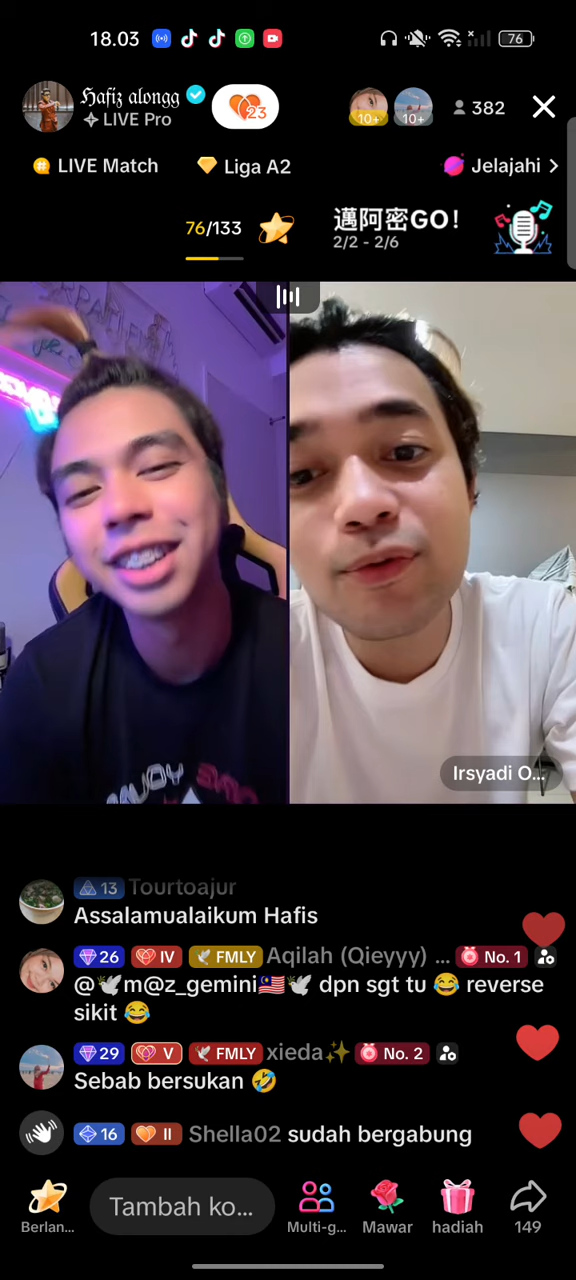 18.03
76
ℌ𝔞𝔣𝔦𝔷 𝔞𝔩𝔬𝔫𝔤𝔤
LIVE Pro
23
10+
10+
382
LIVE Match
Liga A2
Jelajahi >
76/133
邁阿密GO!
2/2 - 2/6
Irsyadi O...
13 Tourtoajur
Assalamualaikum Hafis
26 IV FMLY Aqilah (Qieyyy) ... No. 1
@🕊m@z_gemini🇲🇾🕊 dpn sgt tu 😂 reverse
sikit 😂
29 V FMLY xieda✨ No. 2
Sebab bersukan 🤣
16 II Shella02 sudah bergabung
Berlan...
Tambah ko...
Multi-g...
Mawar
hadiah
149